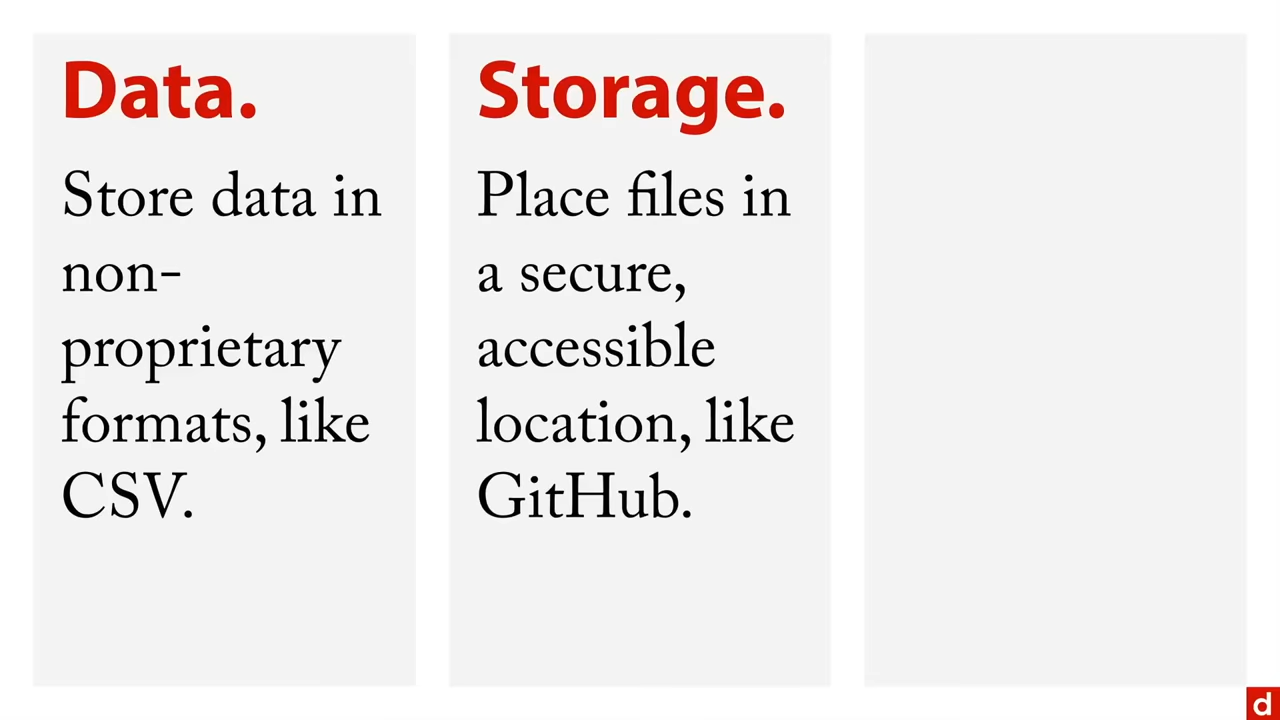 Data.
Store data in
non-
proprietary
formats, like
CSV.
Storage.
Place files in
a secure,
accessible
location, like
GitHub.
d